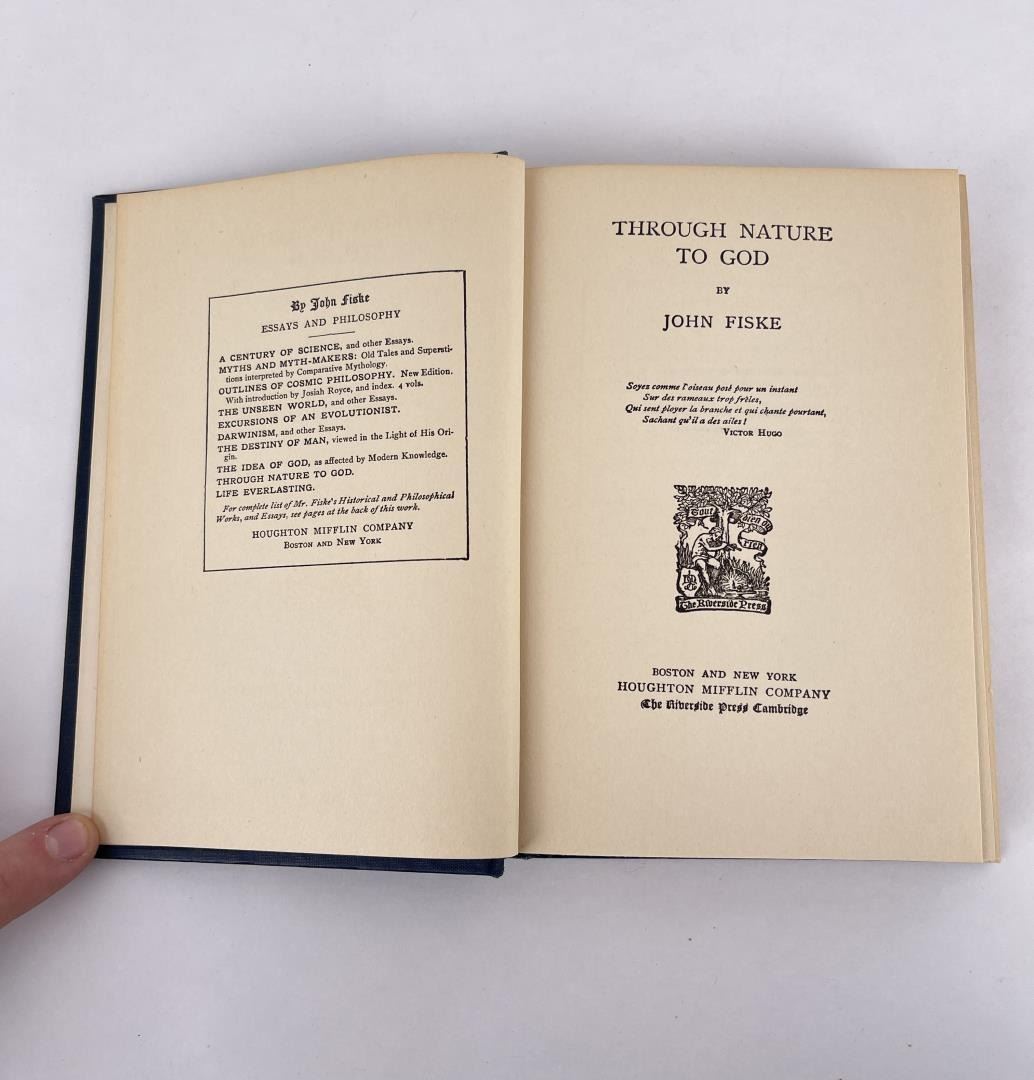 By John Fiske
ESSAYS AND PHILOSOPHY
A CENTURY OF SCIENCE, and other Essays.
MYTHS AND MYTH-MAKERS: Old Tales and Supersti-
tions interpreted by Comparative Mythology.
OUTLINES OF COSMIC PHILOSOPHY. New Edition.
With introduction by Josiah Royce, and index. 4 vols.
THE UNSEEN WORLD, and other Essays.
EXCURSIONS OF AN EVOLUTIONIST.
DARWINISM, and other Essays.
THE DESTINY OF MAN, viewed in the Light of His Ori-
gin.
THE IDEA OF GOD, as affected by Modern Knowledge.
THROUGH NATURE TO GOD.
LIFE EVERLASTING.
For complete list of Mr. Fiske's Historical and Philosophical
Works, and Essays, see pages at the back of this work.
HOUGHTON MIFFLIN COMPANY
BOSTON AND NEW YORK
THROUGH NATURE
TO GOD
BY
JOHN FISKE
Soyez comme l'oiseau posé pour un instant
Sur des rameaux trop frêles,
Qui sent ployer la branche et qui chante pourtant,
Sachant qu'il a des ailes!
VICTOR HUGO
Tout bien ou rien
The Riverside Press
BOSTON AND NEW YORK
HOUGHTON MIFFLIN COMPANY
The Riverside Press Cambridge